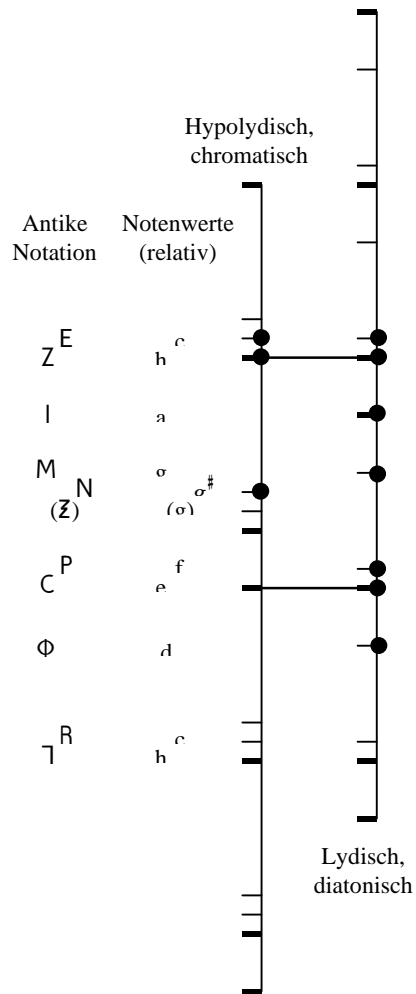 Hypolydisch,
chromatisch
Antike
Notation
Notenwerte
(relativ)
E c
Z h
I a
M g
N g♯
(Ƶ) (g)
P f
C e
Φ d
R c
h
Lydisch,
diatonisch